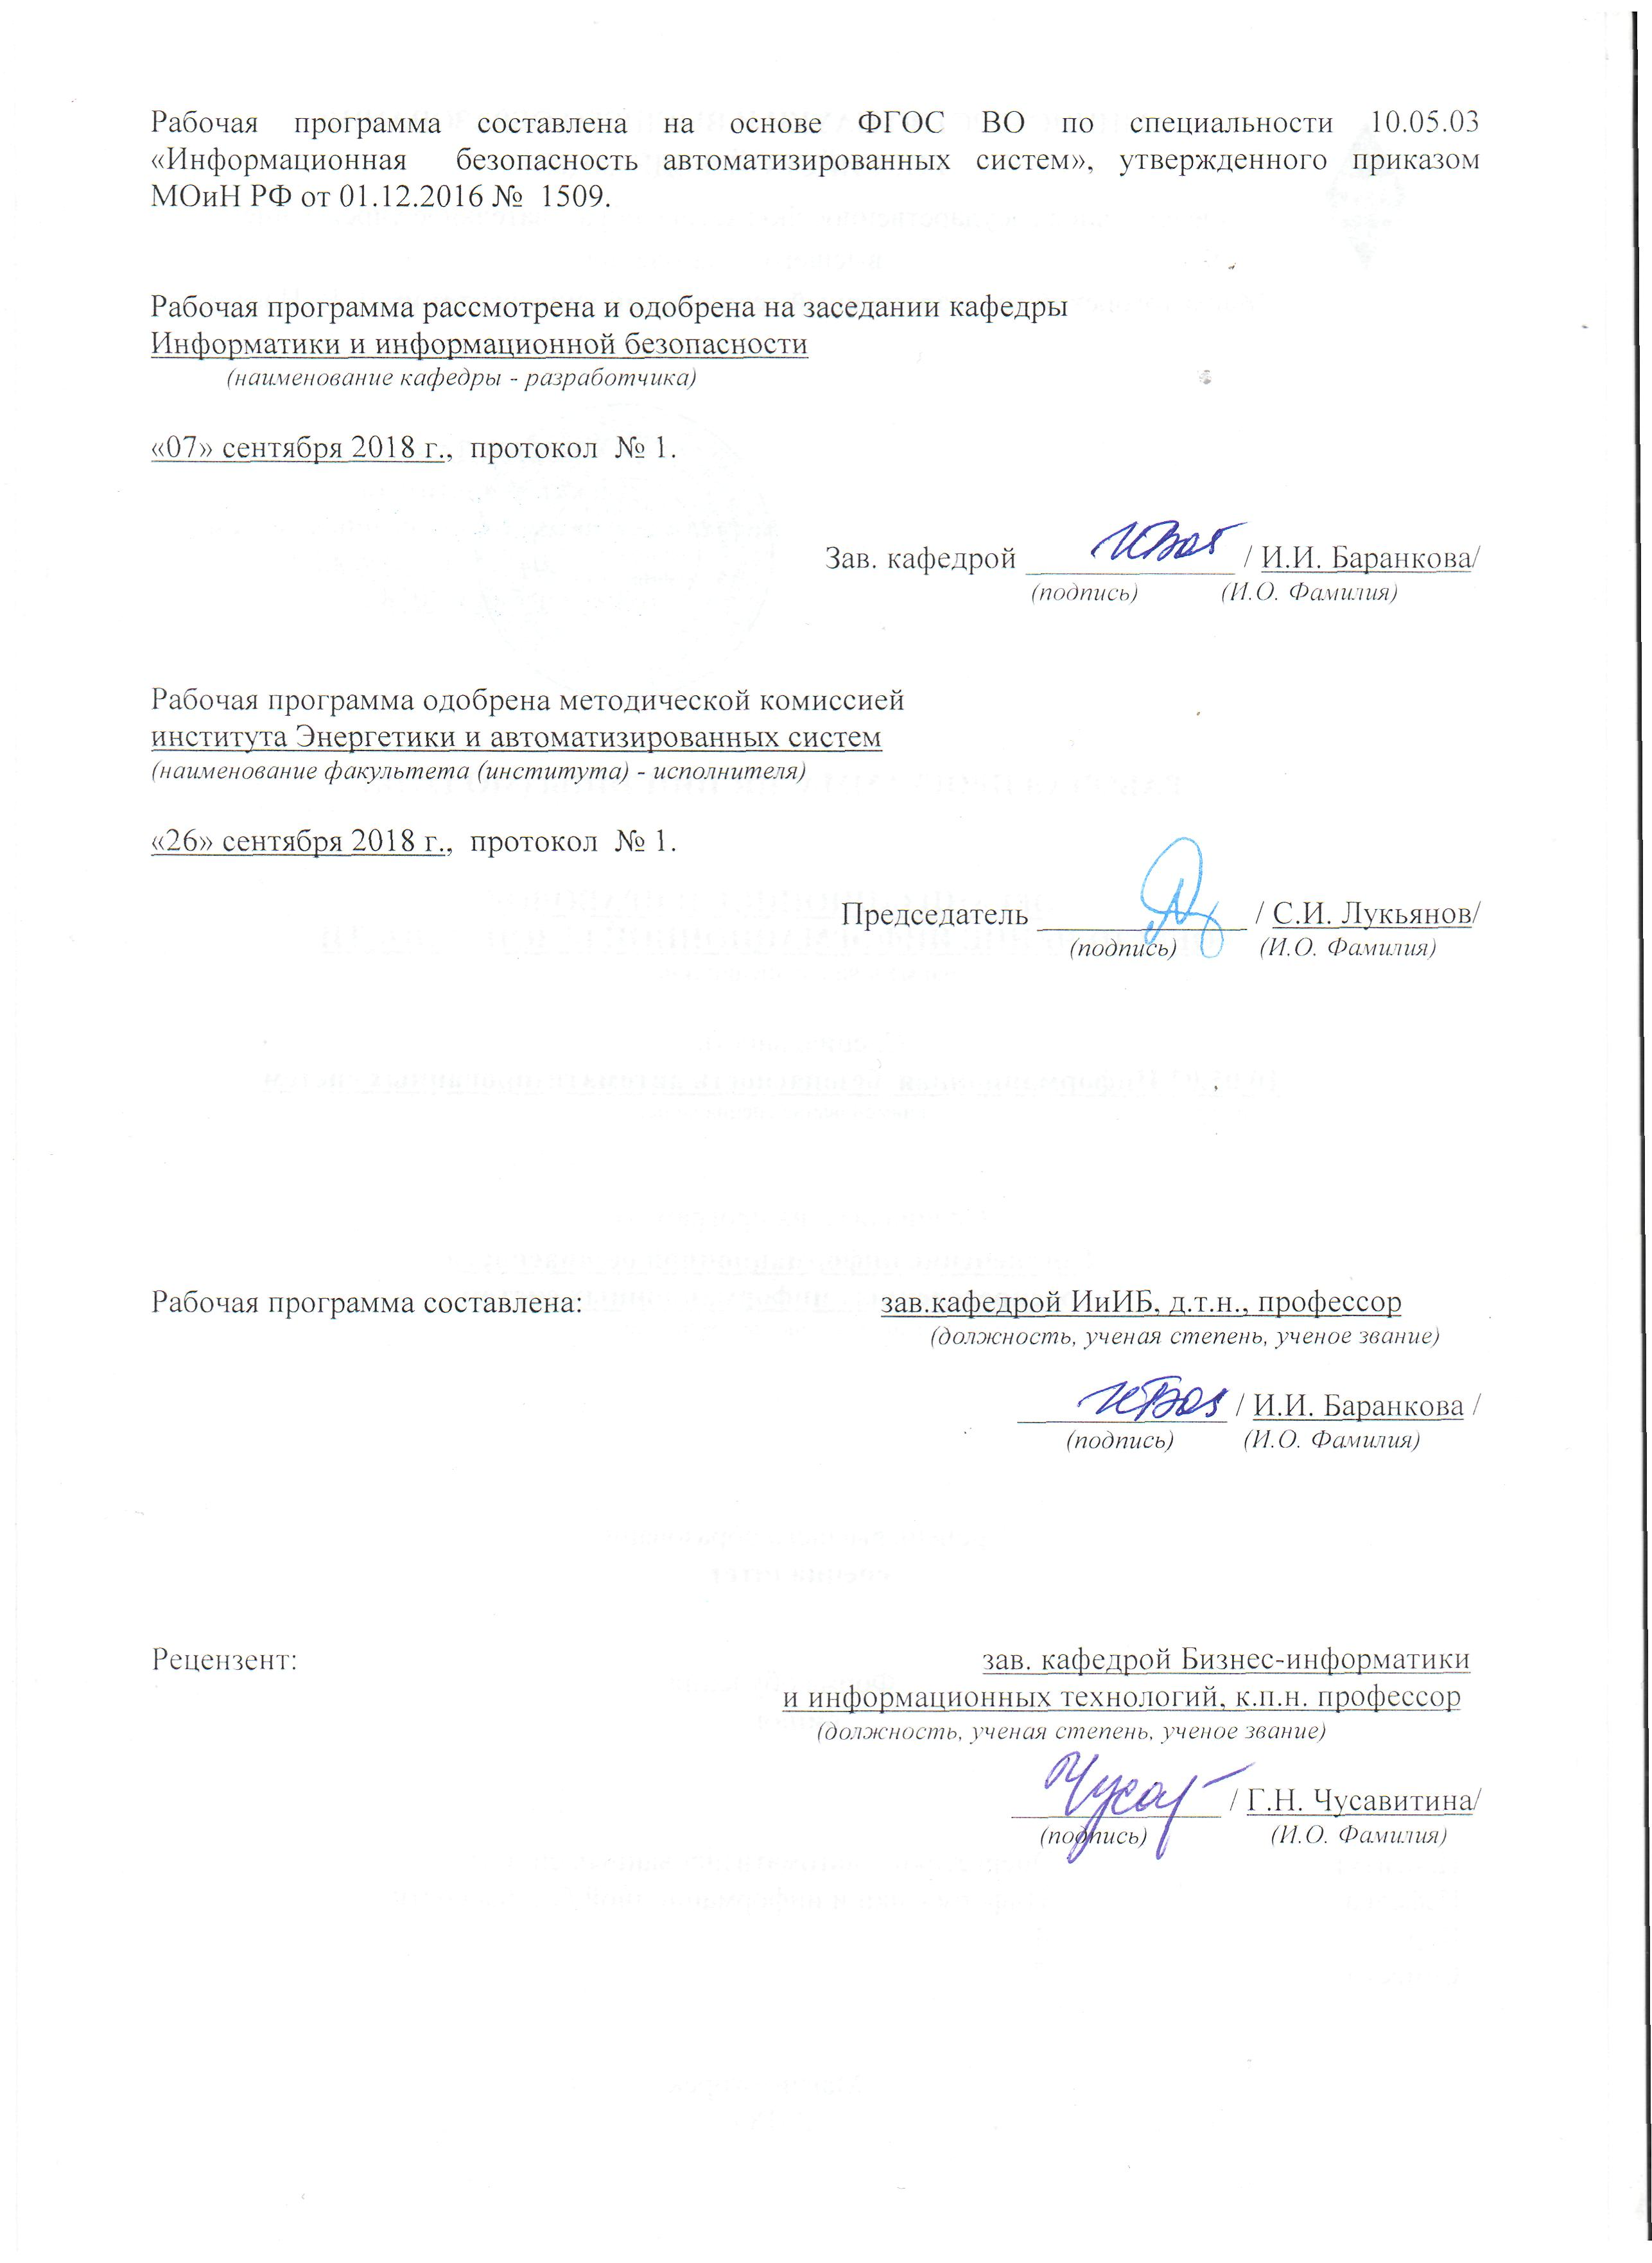 Рабочая программа составлена на основе ФГОС ВО по специальности 10.05.03
«Информационная безопасность автоматизированных систем», утвержденного приказом
МОиН РФ от 01.12.2016 № 1509.
Рабочая программа рассмотрена и одобрена на заседании кафедры
Информатики и информационной безопасности
(наименование кафедры - разработчика)
«07» сентября 2018 г., протокол № 1.
Зав. кафедрой / И.И. Баранкова/
(подпись) (И.О. Фамилия)
Рабочая программа одобрена методической комиссией
института Энергетики и автоматизированных систем
(наименование факультета (института) - исполнителя)
«26» сентября 2018 г., протокол № 1.
Председатель / С.И. Лукьянов/
(подпись) (И.О. Фамилия)
Рабочая программа составлена: зав.кафедрой ИиИБ, д.т.н., профессор
(должность, ученая степень, ученое звание)
/ И.И. Баранкова /
(подпись) (И.О. Фамилия)
Рецензент: зав. кафедрой Бизнес-информатики
и информационных технологий, к.п.н. профессор
(должность, ученая степень, ученое звание)
/ Г.Н. Чусавитина/
(подпись) (И.О. Фамилия)